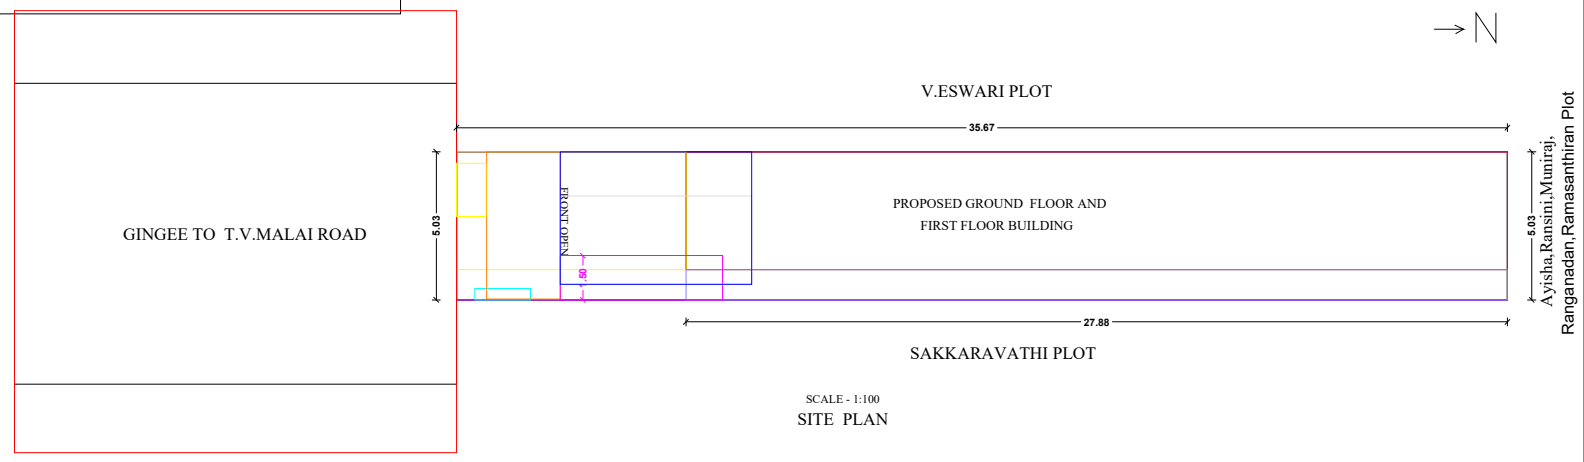 N
V.ESWARI PLOT
35.67
5.03
GINGEE TO T.V.MALAI ROAD
FRONT OPEN
1.50
PROPOSED GROUND FLOOR AND
FIRST FLOOR BUILDING
5.03
Ayisha,Ransini,Muniraj,
Ranganadan,Ramasanthiran Plot
27.88
SAKKARAVATHI PLOT
SCALE - 1:100
SITE PLAN